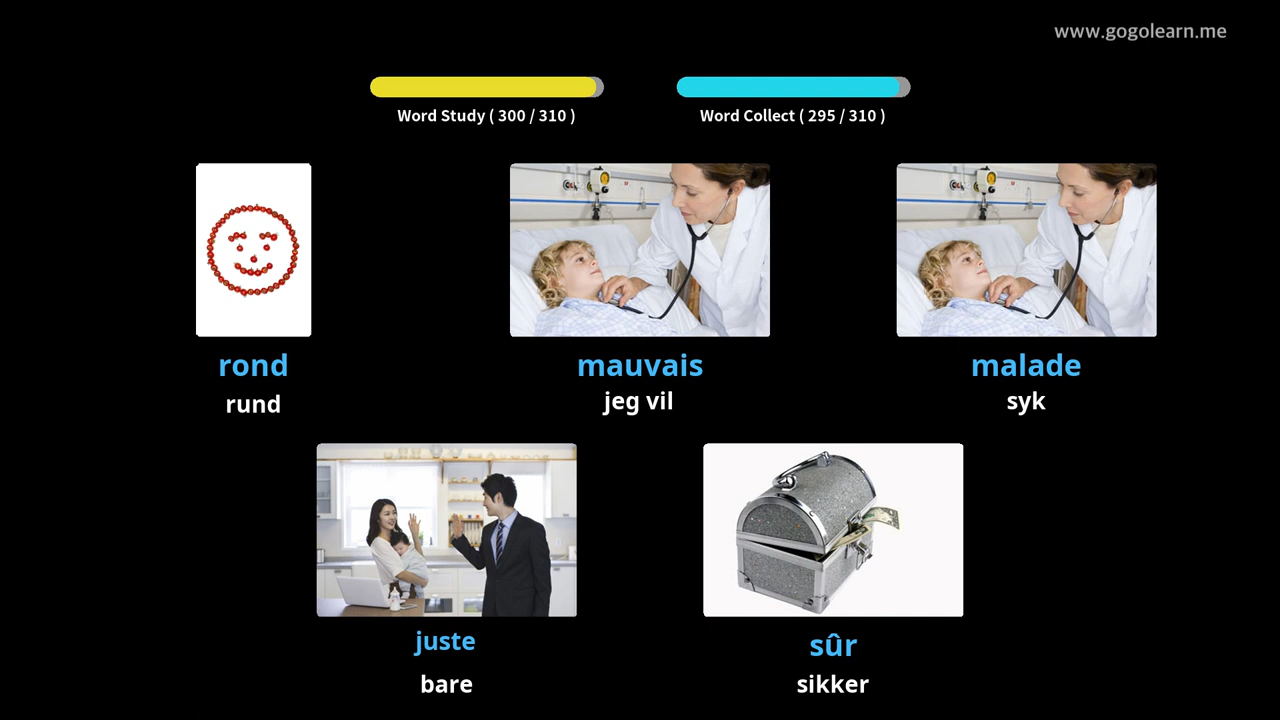 www.gogolearn.me
Word Study ( 300 / 310 )
Word Collect ( 295 / 310 )
rond
rund
mauvais
jeg vil
malade
syk
juste
bare
sûr
sikker